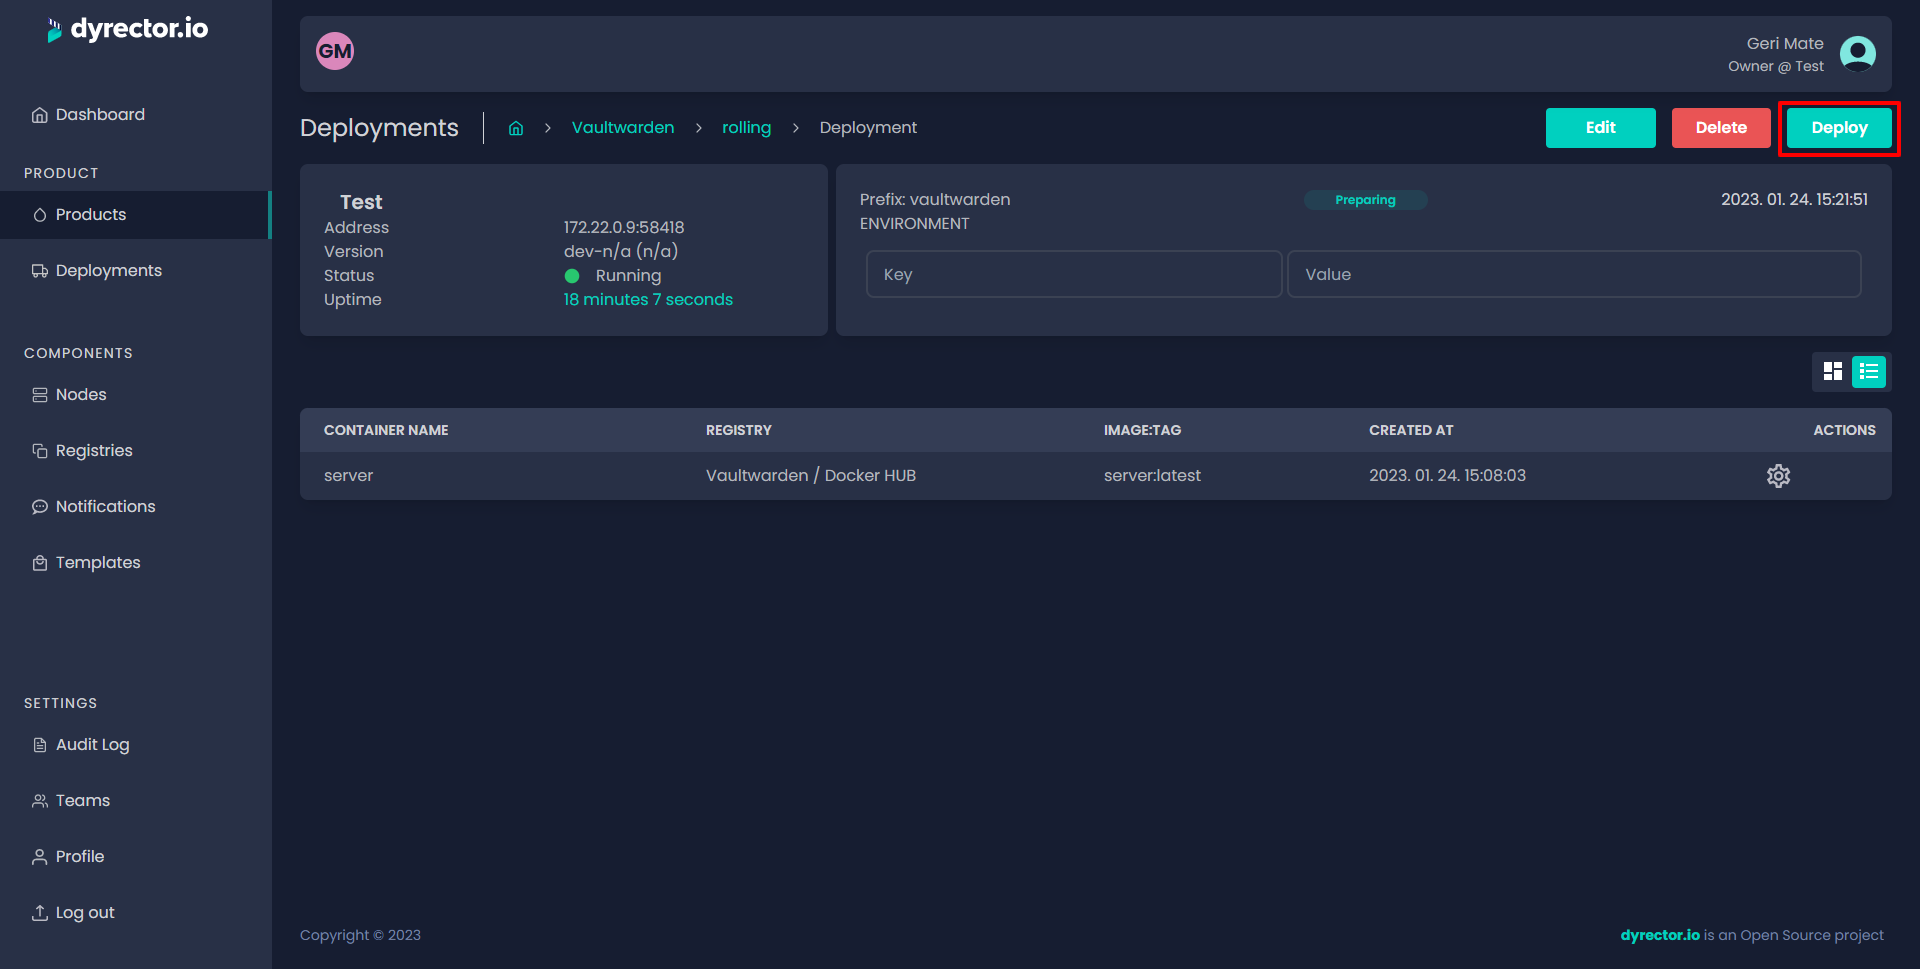 dyrector.io
Dashboard
PRODUCT
Products
Deployments
COMPONENTS
Nodes
Registries
Notifications
Templates
SETTINGS
Audit Log
Teams
Profile
Log out
GM
Geri Mate
Owner @ Test
Deployments
Vaultwarden
rolling
Deployment
Edit
Delete
Deploy
Test
Address 172.22.0.9:58418
Version dev-n/a (n/a)
Status Running
Uptime 18 minutes 7 seconds
Prefix: vaultwarden
Preparing
2023. 01. 24. 15:21:51
ENVIRONMENT
Key
Value
CONTAINER NAME REGISTRY IMAGE:TAG CREATED AT ACTIONS
server Vaultwarden / Docker HUB server:latest 2023. 01. 24. 15:08:03
Copyright © 2023
dyrector.io is an Open Source project